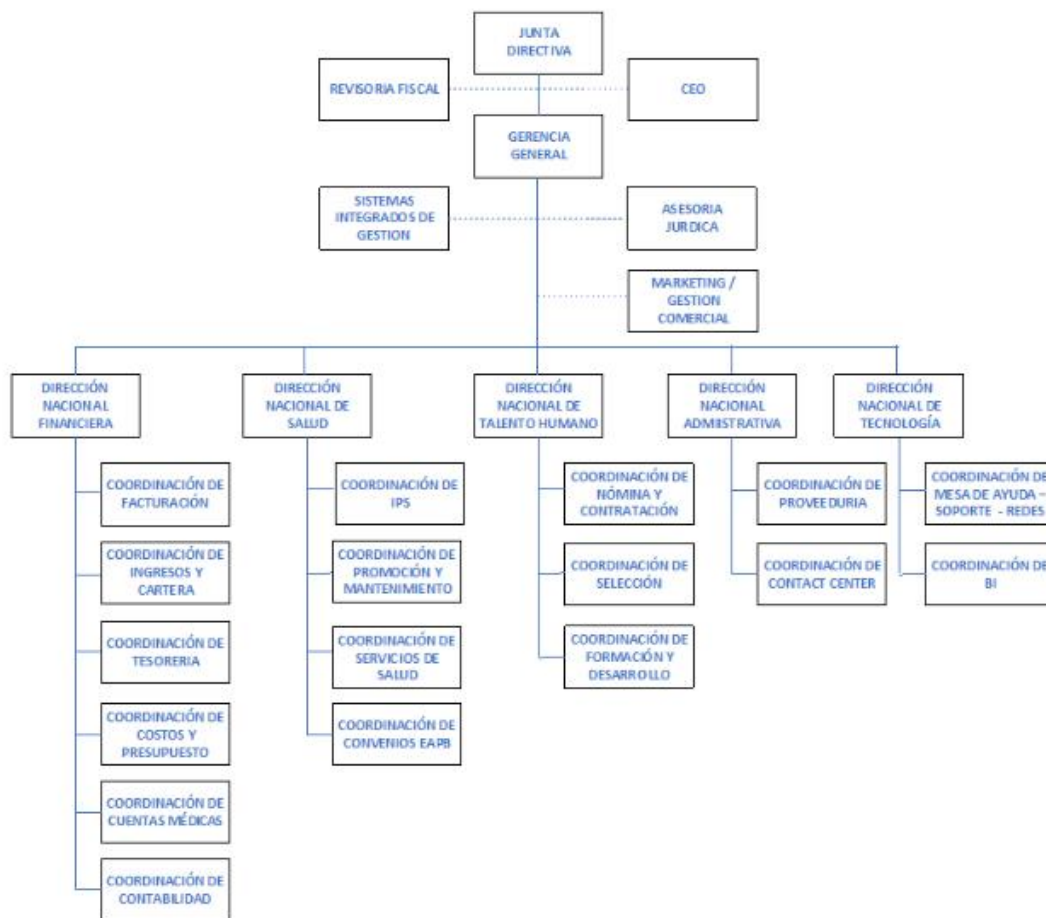 JUNTA
DIRECTIVA
REVISORIA FISCAL
CEO
GERENCIA
GENERAL
SISTEMAS
INTEGRADOS DE
GESTION
ASESORIA
JURDICA
MARKETING /
GESTION
COMERCIAL
DIRECCIÓN
NACIONAL
FINANCIERA
DIRECCIÓN
NACIONAL DE
SALUD
DIRECCIÓN
NACIONAL DE
TALENTO HUMANO
DIRECCIÓN
NACIONAL
ADMIISTRATIVA
DIRECCIÓN
NACIONAL DE
TECNOLOGÍA
COORDINACIÓN DE
FACTURACIÓN
COORDINACIÓN DE
INGRESOS Y
CARTERA
COORDINACIÓN DE
TESORERIA
COORDINACIÓN DE
COSTOS Y
PRESUPUESTO
COORDINACIÓN DE
CUENTAS MÉDICAS
COORDINACIÓN DE
CONTABILIDAD
COORDINACIÓN DE
IPS
COORDINACIÓN DE
PROMOCIÓN Y
MANTENIMIENTO
COORDINACIÓN DE
SERVICIOS DE
SALUD
COORDINACIÓN DE
CONVENIOS EAPB
COORDINACIÓN DE
NÓMINA Y
CONTRATACIÓN
COORDINACIÓN DE
SELECCIÓN
COORDINACIÓN DE
FORMACIÓN Y
DESARROLLO
COORDINACIÓN DE
PROVEEDURIA
COORDINACIÓN DE
CONTACT CENTER
COORDINACIÓN DE
MESA DE AYUDA –
SOPORTE - REDES
COORDINACIÓN DE
BI